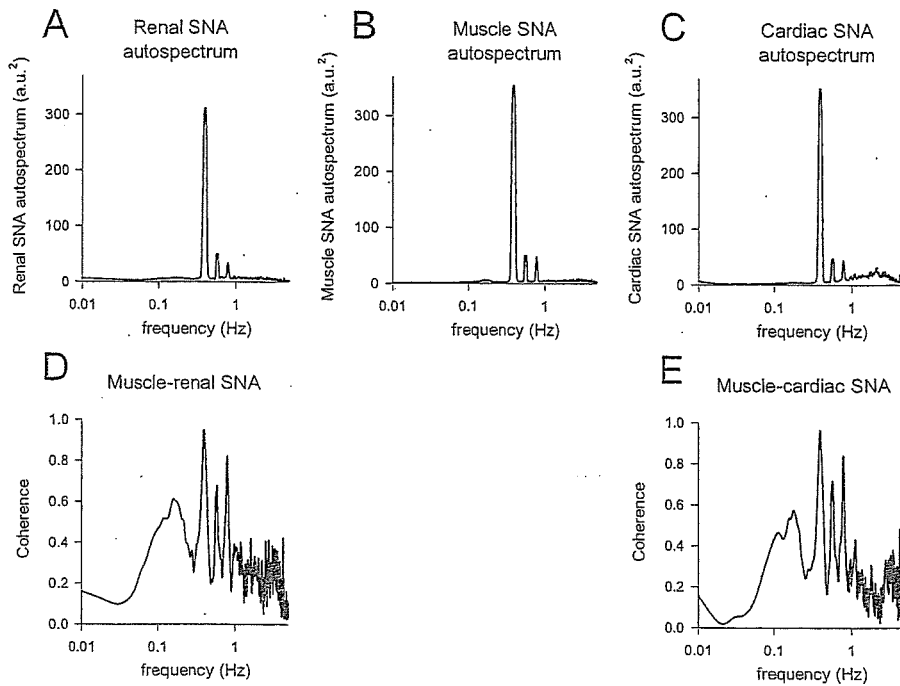 A
Renal SNA
autospectrum
Renal SNA autospectrum (a.u.²)
300
200
100
0
0.01
0.1
1
frequency (Hz)
B
Muscle SNA
autospectrum
Muscle SNA autospectrum (a.u.²)
300
200
100
0
0.01
0.1
1
frequency (Hz)
C
Cardiac SNA
autospectrum
Cardiac SNA autospectrum (a.u.²)
300
200
100
0
0.01
0.1
1
frequency (Hz)
D
Muscle-renal SNA
Coherence
1.0
0.8
0.6
0.4
0.2
0.0
0.01
0.1
1
frequency (Hz)
E
Muscle-cardiac SNA
Coherence
1.0
0.8
0.6
0.4
0.2
0.0
0.01
0.1
1
frequency (Hz)